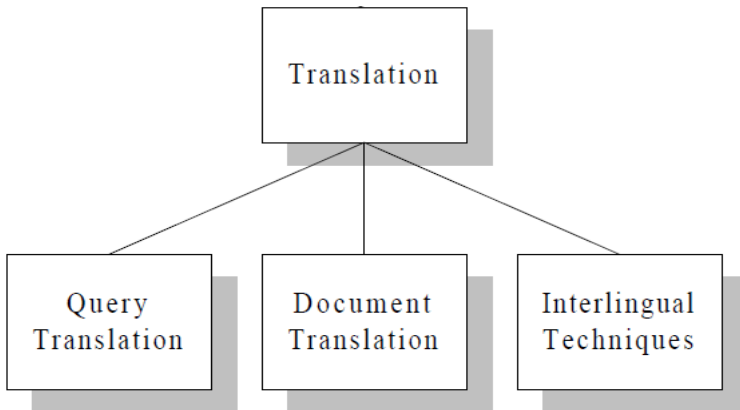 Translation
Query
Translation
Document
Translation
Interlingual
Techniques